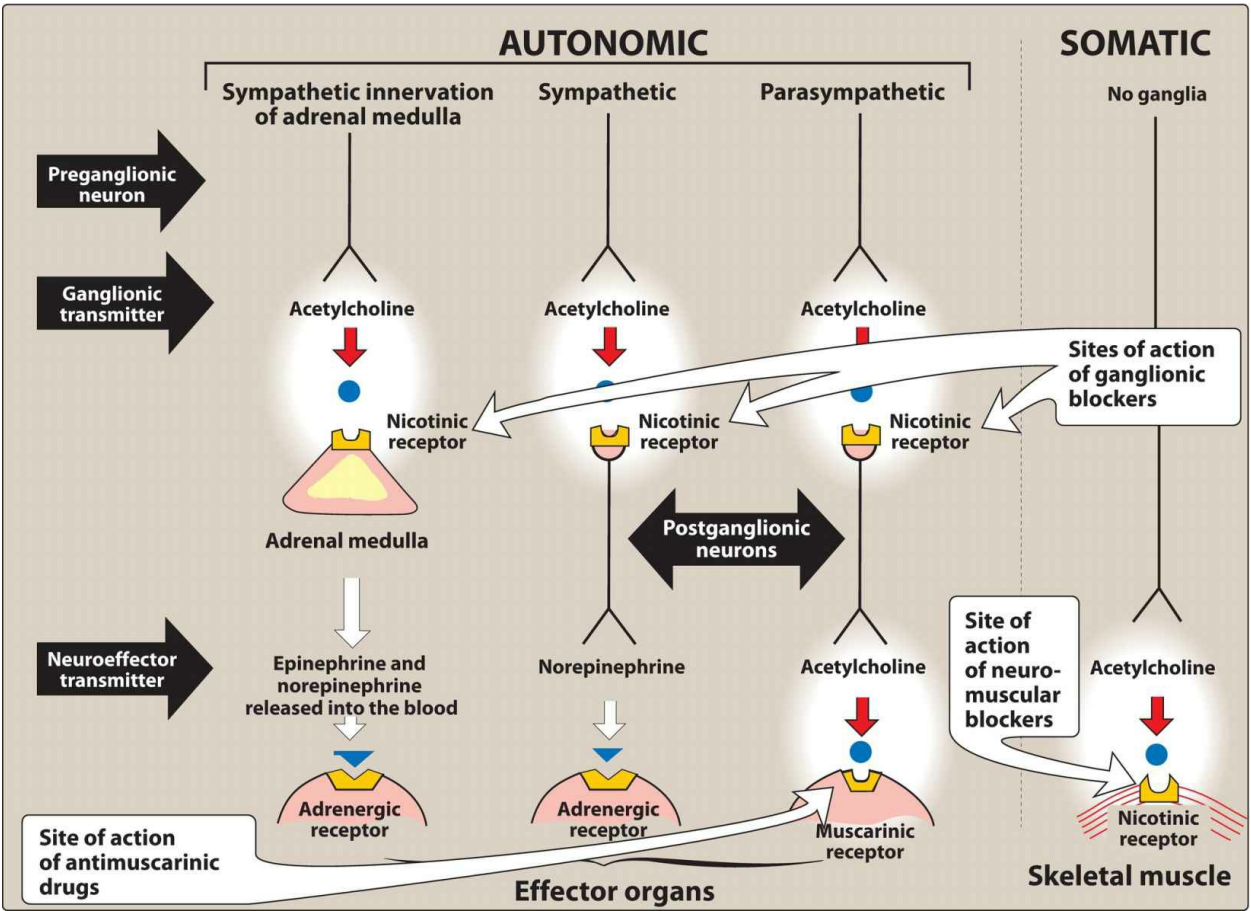 AUTONOMIC
SOMATIC
Sympathetic innervation
of adrenal medulla
Sympathetic
Parasympathetic
No ganglia
Preganglionic
neuron
Ganglionic
transmitter
Acetylcholine
Acetylcholine
Acetylcholine
Sites of action
of ganglionic
blockers
Nicotinic
receptor
Nicotinic
receptor
Nicotinic
receptor
Adrenal medulla
Postganglionic
neurons
Neuroeffector
transmitter
Epinephrine and
norepinephrine
released into the blood
Norepinephrine
Acetylcholine
Site of
action
of neuro-
muscular
blockers
Acetylcholine
Adrenergic
receptor
Adrenergic
receptor
Muscarinic
receptor
Nicotinic
receptor
Site of action
of antimuscarinic
drugs
Effector organs
Skeletal muscle